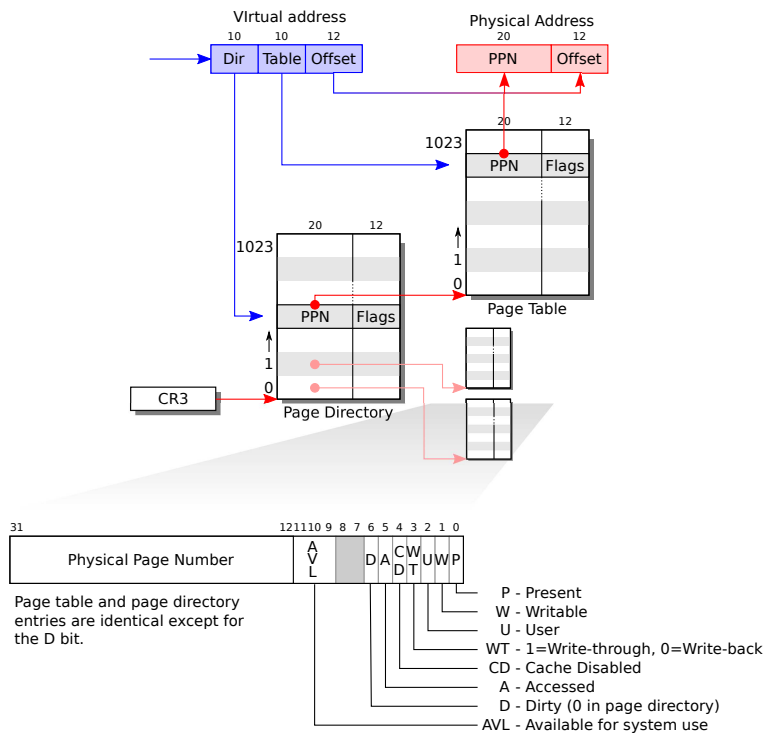 VIrtual address
Physical Address
10 10 12
20 12
Dir Table Offset
PPN Offset
20 12
1023
PPN Flags
20 12
1023
1
0
Page Table
PPN Flags
1
0
CR3
Page Directory
31 12 11 10 9 8 7 6 5 4 3 2 1 0
Physical Page Number
AVL
D A CD WT U W P
Page table and page directory
entries are identical except for
the D bit.
P - Present
W - Writable
U - User
WT - 1=Write-through, 0=Write-back
CD - Cache Disabled
A - Accessed
D - Dirty (0 in page directory)
AVL - Available for system use